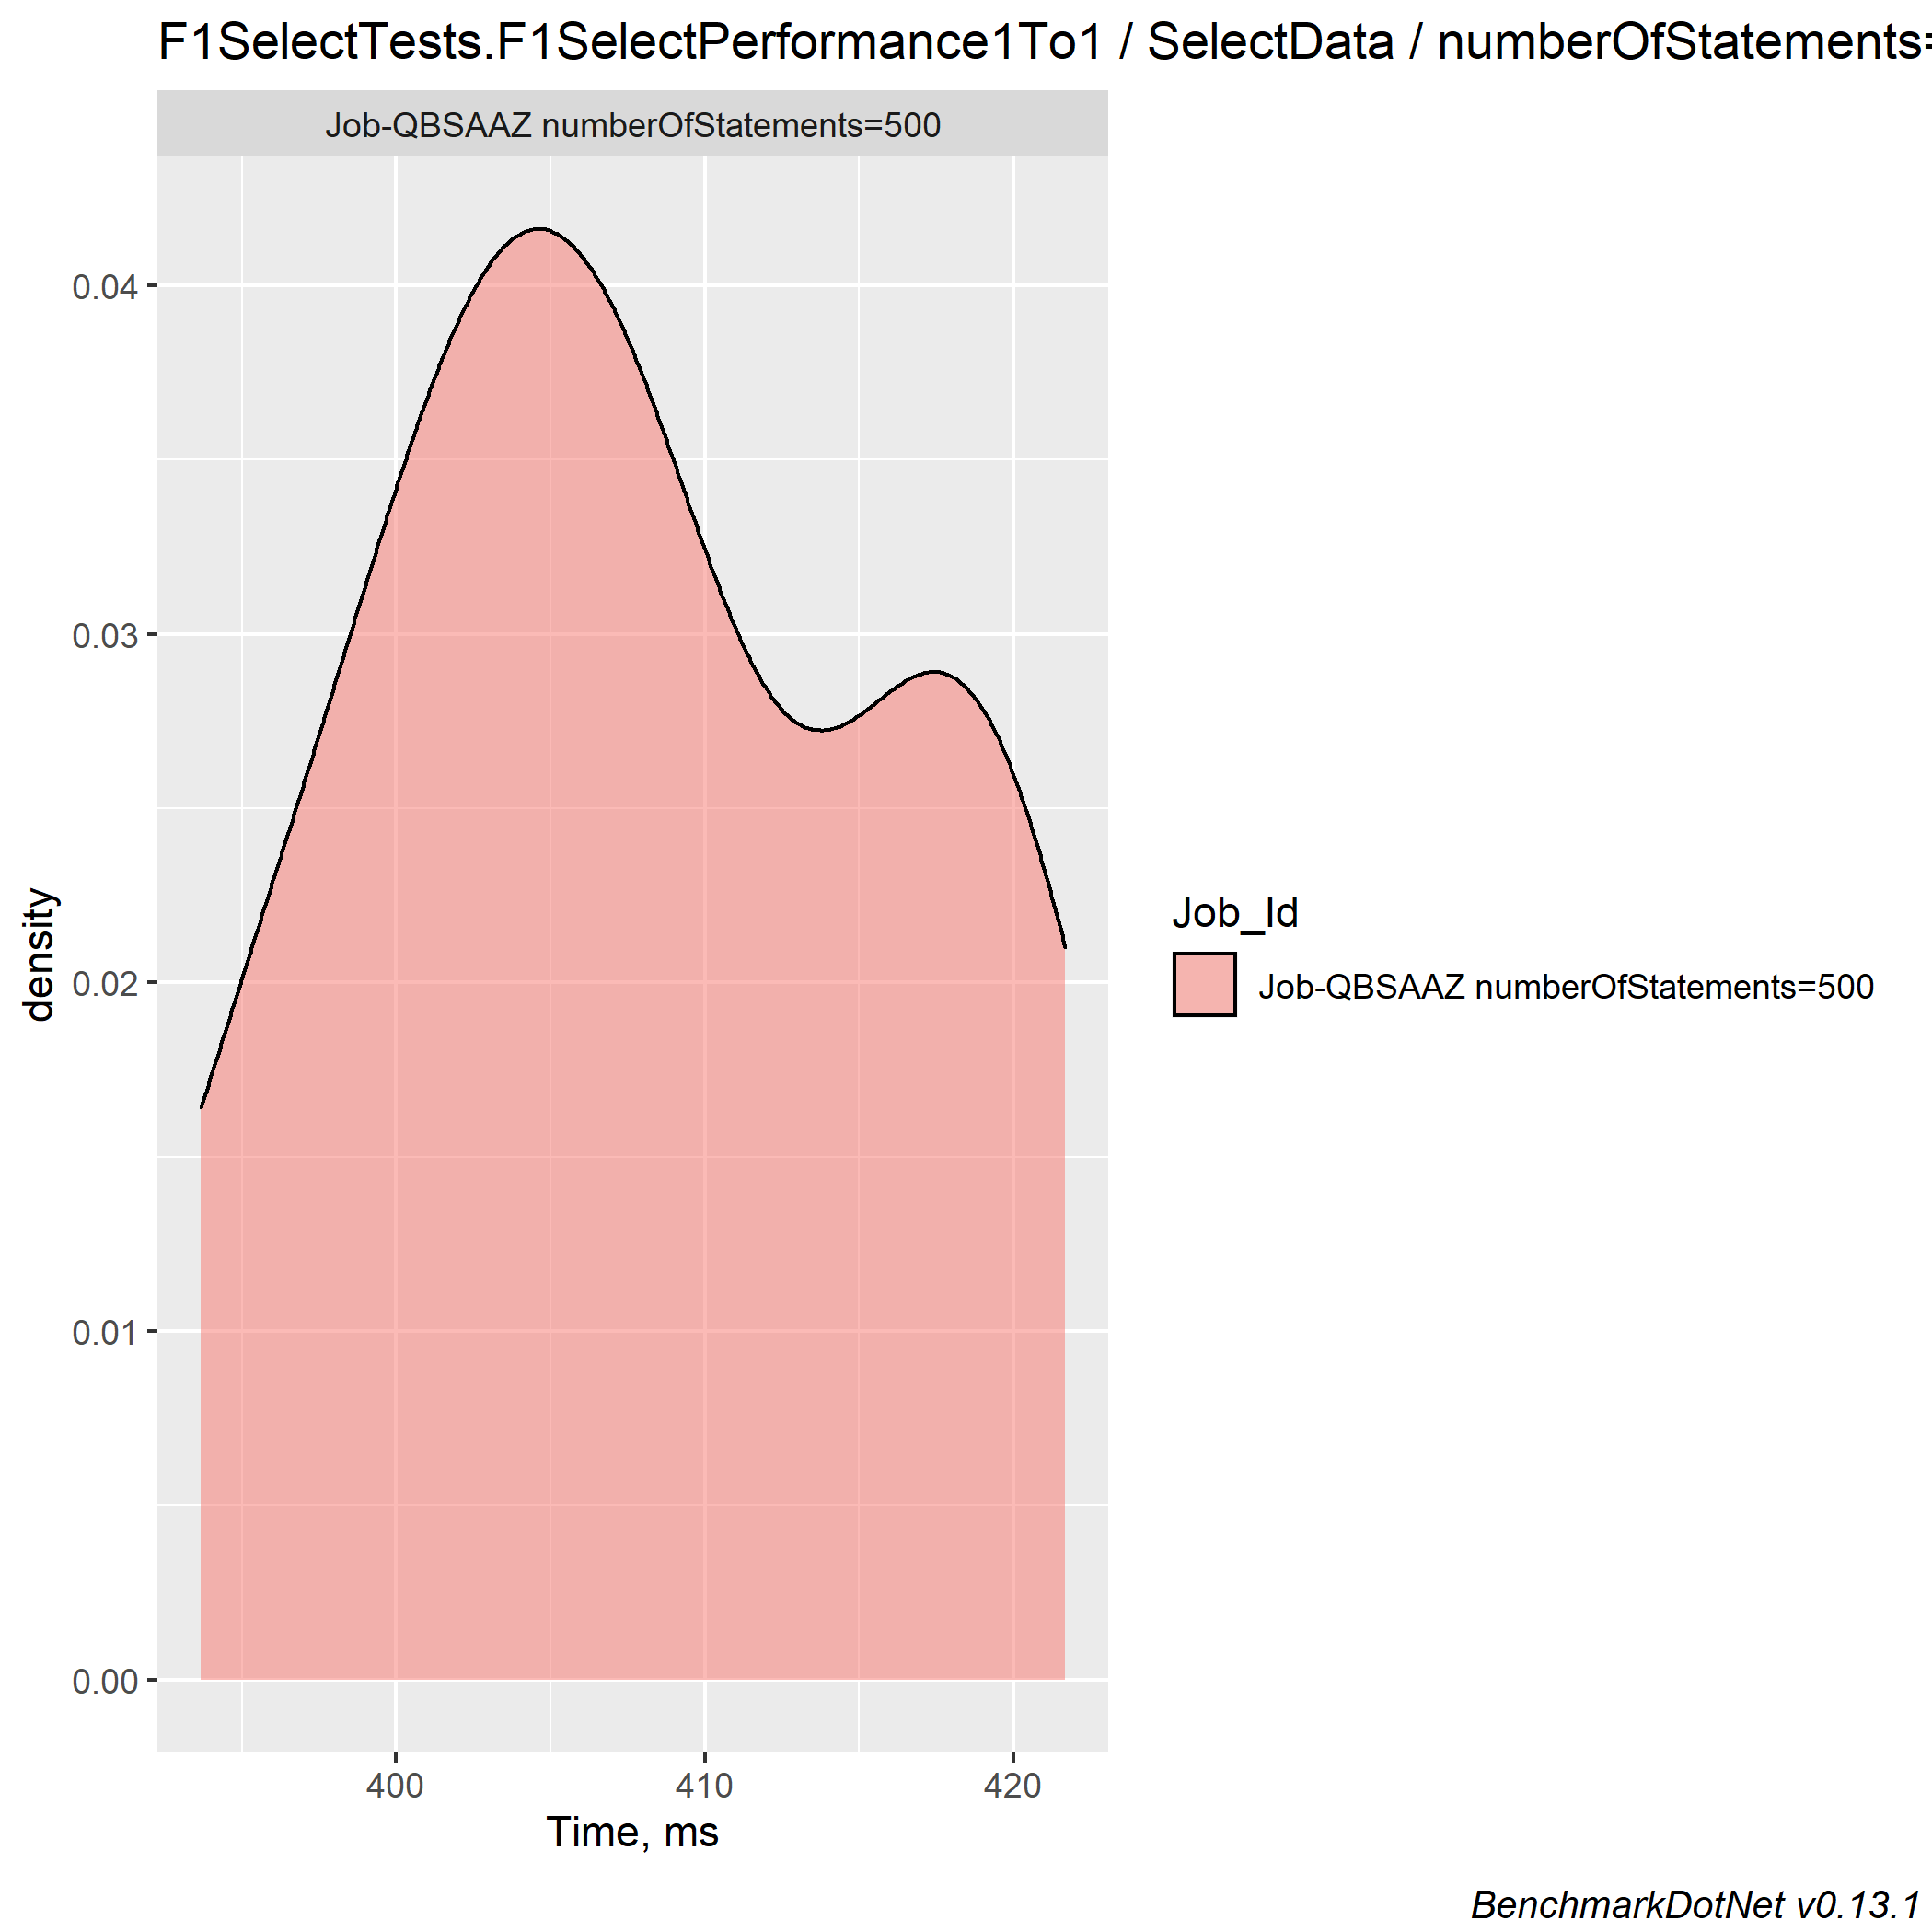 F1SelectTests.F1SelectPerformance1To1 / SelectData / numberOfStatements=
Job-QBSAAZ numberOfStatements=500
0.04
0.03
0.02
0.01
0.00
density
400 410 420
Time, ms
Job_Id
Job-QBSAAZ numberOfStatements=500
BenchmarkDotNet v0.13.1